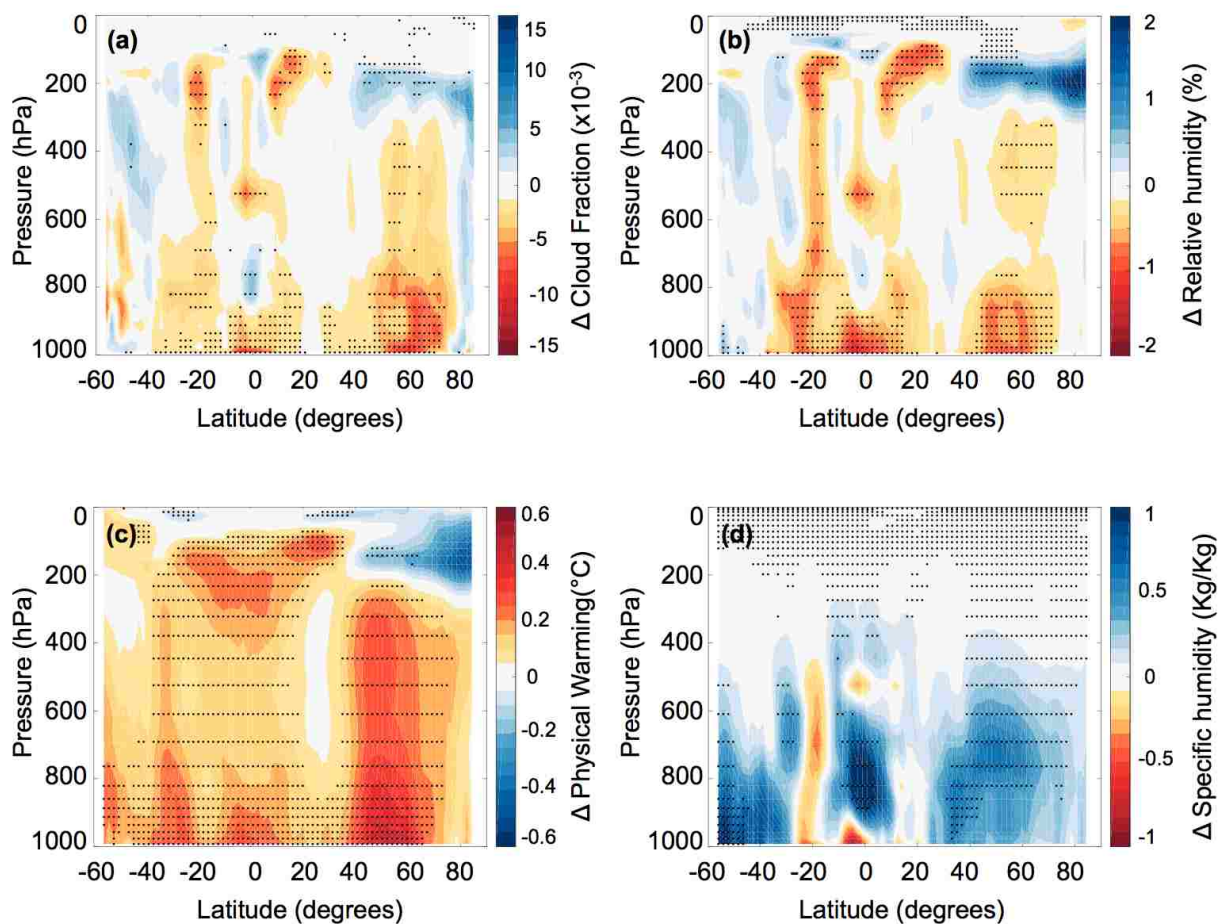 (a)
Pressure (hPa)
0
200
400
600
800
1000
-60 -40 -20 0 20 40 60 80
Latitude (degrees)
15
10
5
0
-5
-10
-15
Δ Cloud Fraction (x10⁻³)
(b)
Pressure (hPa)
0
200
400
600
800
1000
-60 -40 -20 0 20 40 60 80
Latitude (degrees)
2
1
0
-1
-2
Δ Relative humidity (%)
(c)
Pressure (hPa)
0
200
400
600
800
1000
-60 -40 -20 0 20 40 60 80
Latitude (degrees)
0.6
0.4
0.2
0
-0.2
-0.4
-0.6
Δ Physical Warming(°C)
(d)
Pressure (hPa)
0
200
400
600
800
1000
-60 -40 -20 0 20 40 60 80
Latitude (degrees)
1
0.5
0
-0.5
-1
Δ Specific humidity (Kg/Kg)